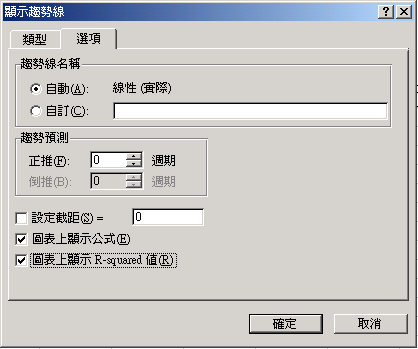 顯示趨勢線
類型 選項
趨勢線名稱
自動(A): 線性 (實際)
自訂(C):
趨勢預測
正推(F): 0 週期
倒推(B): 0 週期
設定截距(S) = 0
圖表上顯示公式(E)
圖表上顯示 R-squared 值(R)
確定 取消